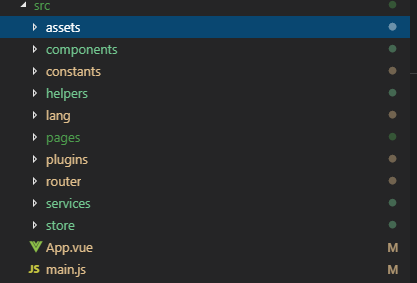 src
assets
components
constants
helpers
lang
pages
plugins
router
services
store
App.vue M
JS main.js M